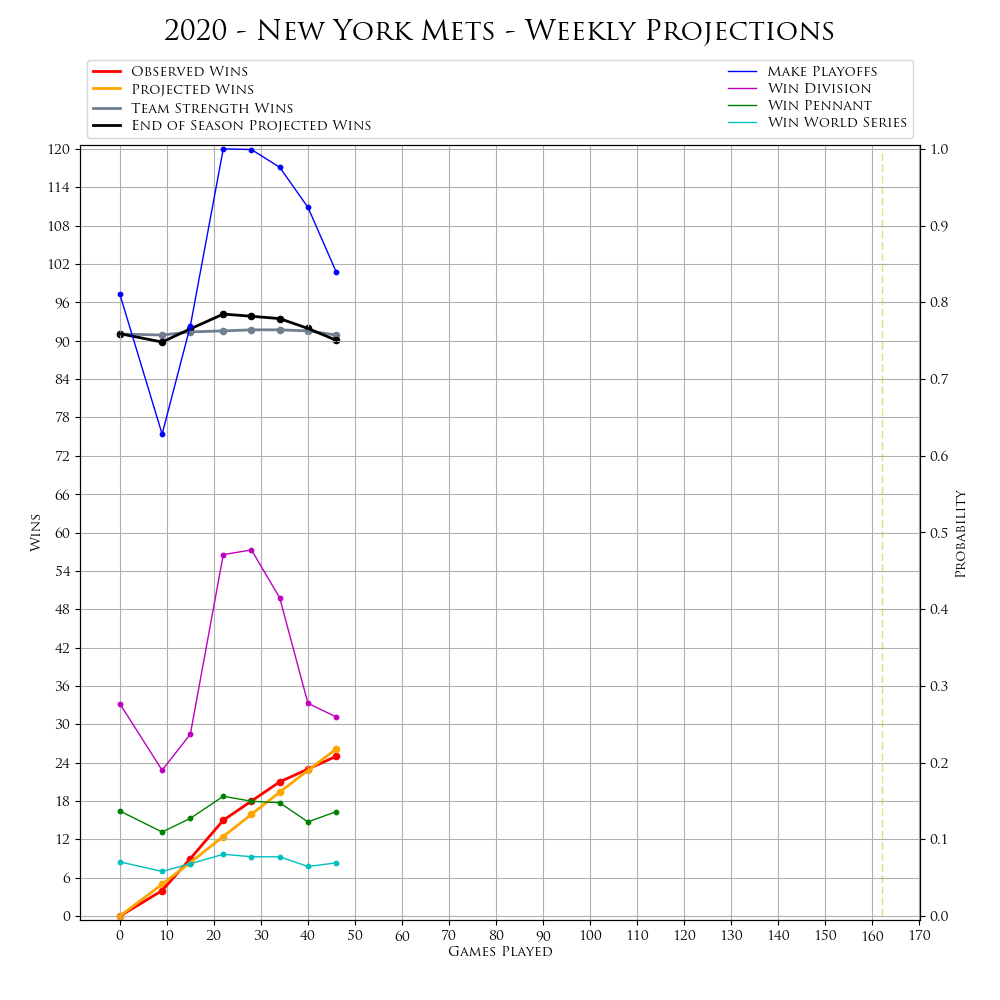 2020 - New York Mets - Weekly Projections
Observed Wins
Projected Wins
Team Strength Wins
End of Season Projected Wins
Make Playoffs
Win Division
Win Pennant
Win World Series
120
114
108
102
96
90
84
78
72
66
60
54
48
42
36
30
24
18
12
6
0
Wins
1.0
0.9
0.8
0.7
0.6
0.5
0.4
0.3
0.2
0.1
0.0
Probability
0 10 20 30 40 50 60 70 80 90 100 110 120 130 140 150 160 170
Games Played